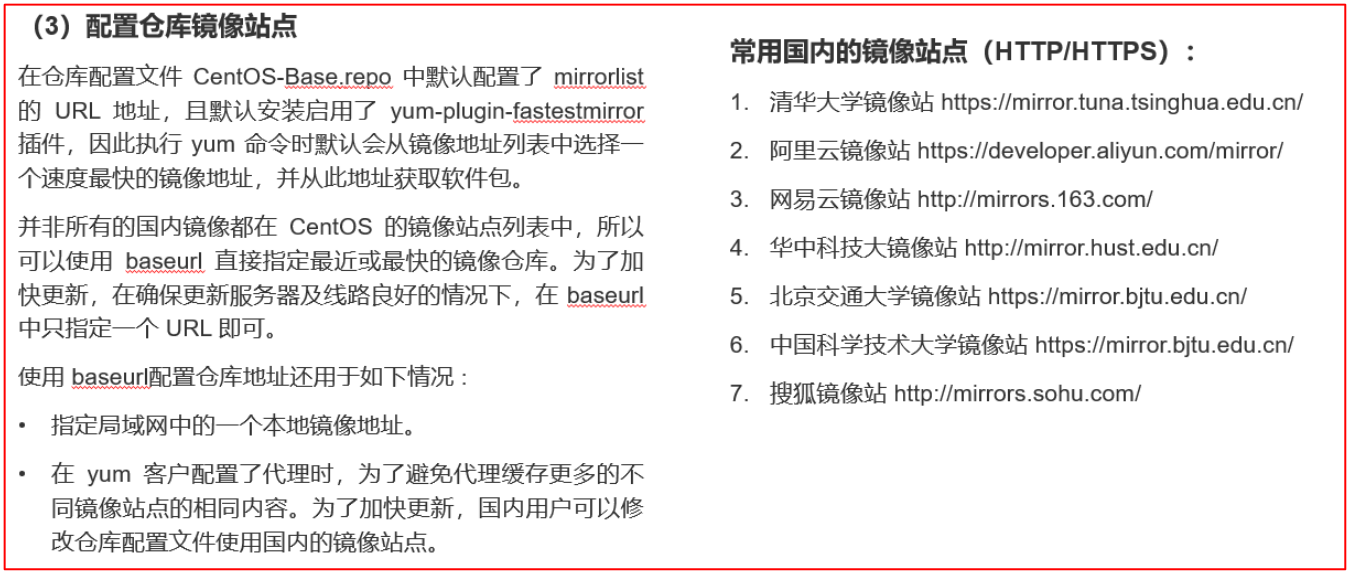 （3）配置仓库镜像站点
在仓库配置文件 CentOS-Base.repo 中默认配置了 mirrorlist
的 URL 地址，且默认安装启用了 yum-plugin-fastestmirror
插件，因此执行 yum 命令时默认会从镜像地址列表中选择一
个速度最快的镜像地址，并从此地址获取软件包。
并非所有的国内镜像都在 CentOS 的镜像站点列表中，所以
可以使用 baseurl 直接指定最近或最快的镜像仓库。为了加
快更新，在确保更新服务器及线路良好的情况下，在 baseurl
中只指定一个 URL 即可。
使用 baseurl配置仓库地址还用于如下情况：
• 指定局域网中的一个本地镜像地址。
• 在 yum 客户配置了代理时，为了避免代理缓存更多的不
同镜像站点的相同内容。为了加快更新，国内用户可以修
改仓库配置文件使用国内的镜像站点。
常用国内的镜像站点（HTTP/HTTPS）：
1. 清华大学镜像站 https://mirror.tuna.tsinghua.edu.cn/
2. 阿里云镜像站 https://developer.aliyun.com/mirror/
3. 网易云镜像站 http://mirrors.163.com/
4. 华中科技大镜像站 http://mirror.hust.edu.cn/
5. 北京交通大学镜像站 https://mirror.bjtu.edu.cn/
6. 中国科学技术大学镜像站 https://mirror.bjtu.edu.cn/
7. 搜狐镜像站 http://mirrors.sohu.com/